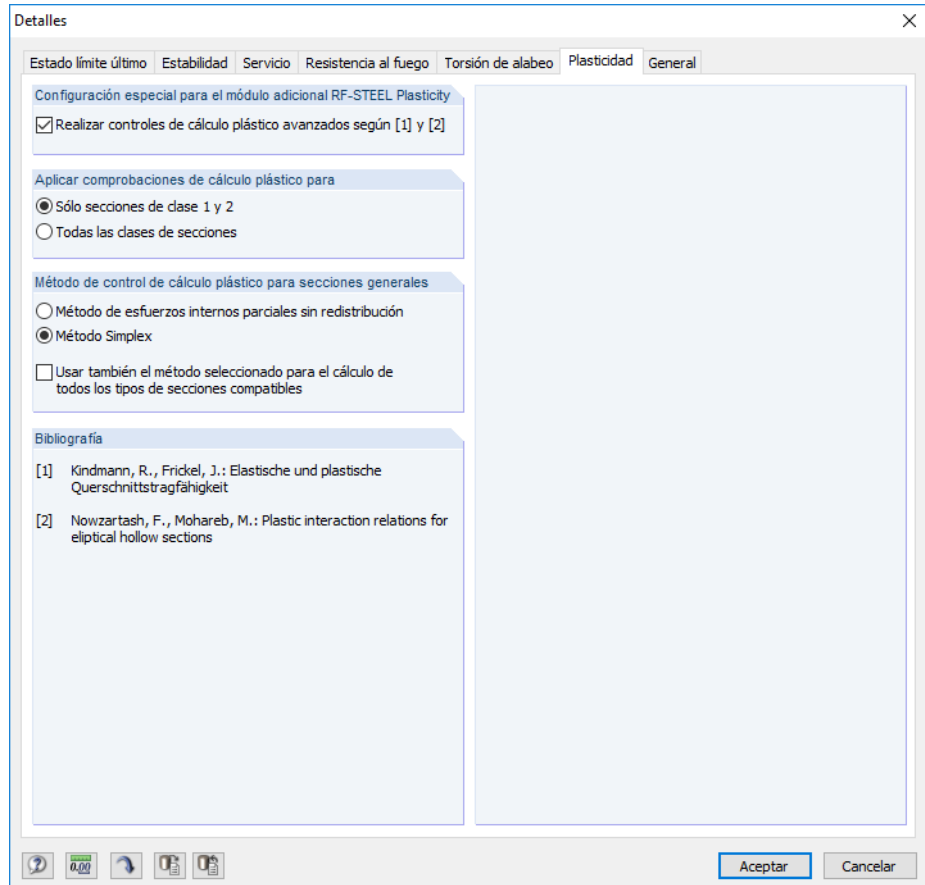 Detalles
Estado límite último Estabilidad Servicio Resistencia al fuego Torsión de alabeo Plasticidad General
Configuración especial para el módulo adicional RF-STEEL Plasticity
Realizar controles de cálculo plástico avanzados según [1] y [2]
Aplicar comprobaciones de cálculo plástico para
Sólo secciones de clase 1 y 2
Todas las clases de secciones
Método de control de cálculo plástico para secciones generales
Método de esfuerzos internos parciales sin redistribución
Método Simplex
Usar también el método seleccionado para el cálculo de
todos los tipos de secciones compatibles
Bibliografía
[1] Kindmann, R., Frickel, J.: Elastische und plastische
Querschnittstragfähigkeit
[2] Nowzartash, F., Mohareb, M.: Plastic interaction relations for
eliptical hollow sections
0.00
Aceptar Cancelar